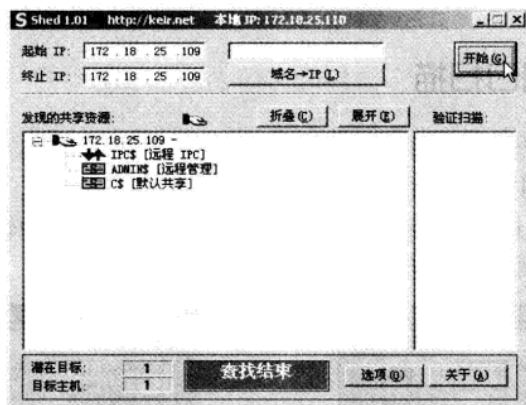 Shed 1.01 http://keir.net 本地 IP: 172.18.25.110
起始 IP: 172 . 18 . 25 .109
开始(G)
终止 IP: 172 . 18 . 25 .109
域名→IP(L)
发现的共享资源:
折叠(C)
展开(E)
验证扫描:
172.18.25.109 -
IPC$ [远程 IPC]
ADMIN$ [远程管理]
C$ [默认共享]
潜在目标: 1
目标主机: 1
查找结束
选项(O)
关于(A)